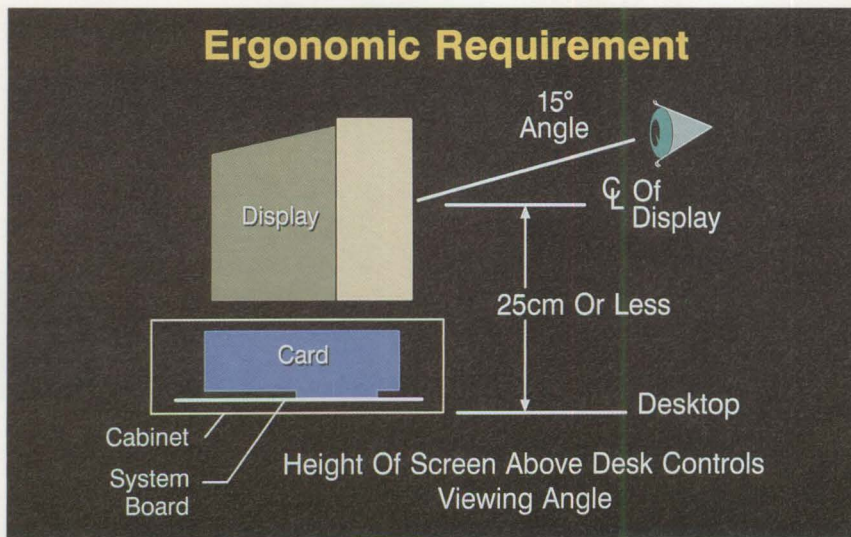 Ergonomic Requirement
15°
Angle
Display
℄ Of
Display
25cm Or Less
Card
Desktop
Cabinet
System
Board
Height Of Screen Above Desk Controls
Viewing Angle